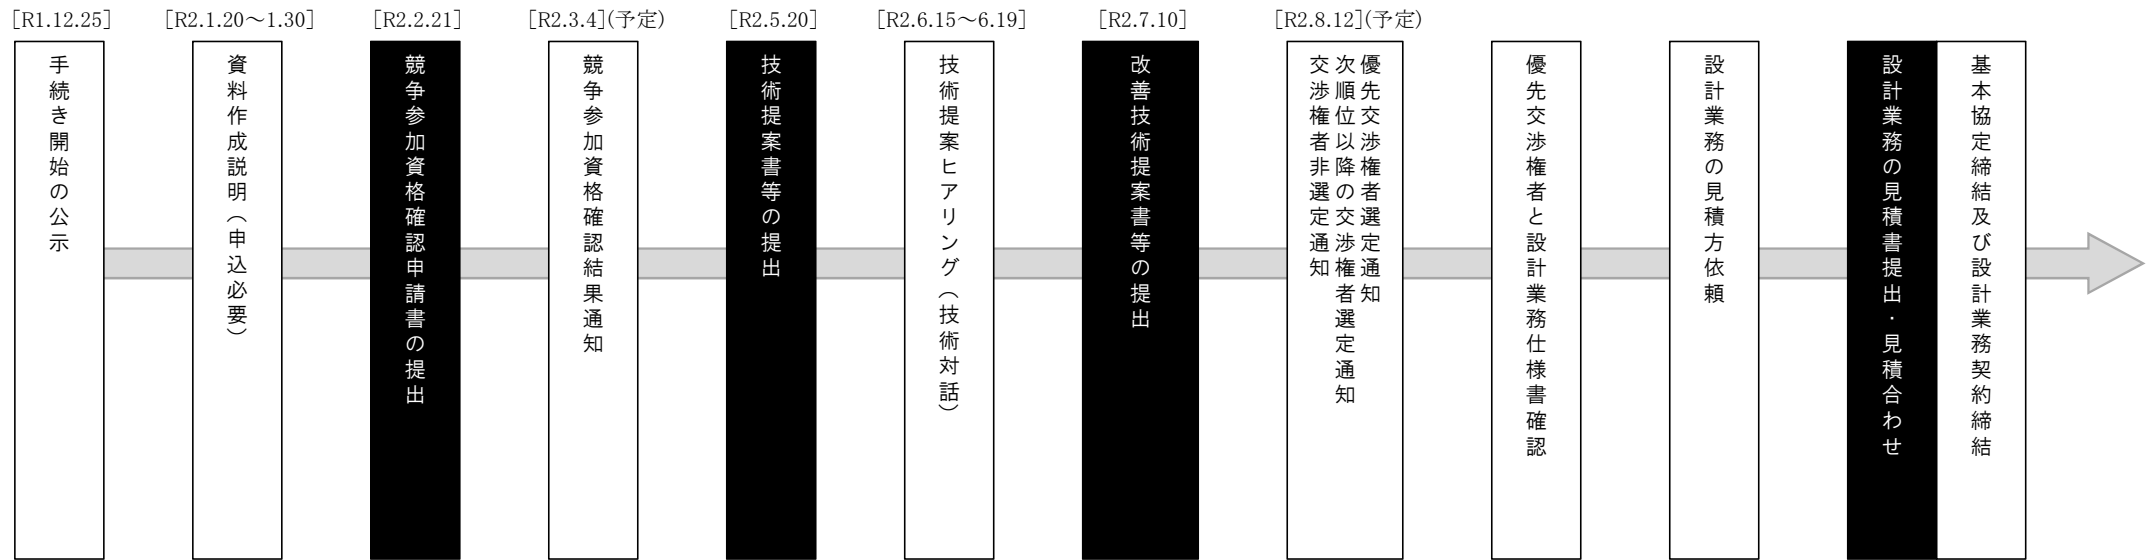 [R1.12.25]
手続き開始の公示
[R2.1.20～1.30]
資料作成説明（申込必要）
[R2.2.21]
競争参加資格確認申請書の提出
[R2.3.4](予定)
競争参加資格確認結果通知
[R2.5.20]
技術提案書等の提出
[R2.6.15～6.19]
技術提案ヒアリング（技術対話）
[R2.7.10]
改善技術提案書等の提出
[R2.8.12](予定)
優先交渉権者選定通知
次順位以降の交渉権者選定通知
交渉権者非選定通知
優先交渉権者と設計業務仕様書確認
設計業務の見積方依頼
設計業務の見積書提出・見積合わせ
基本協定締結及び設計業務契約締結